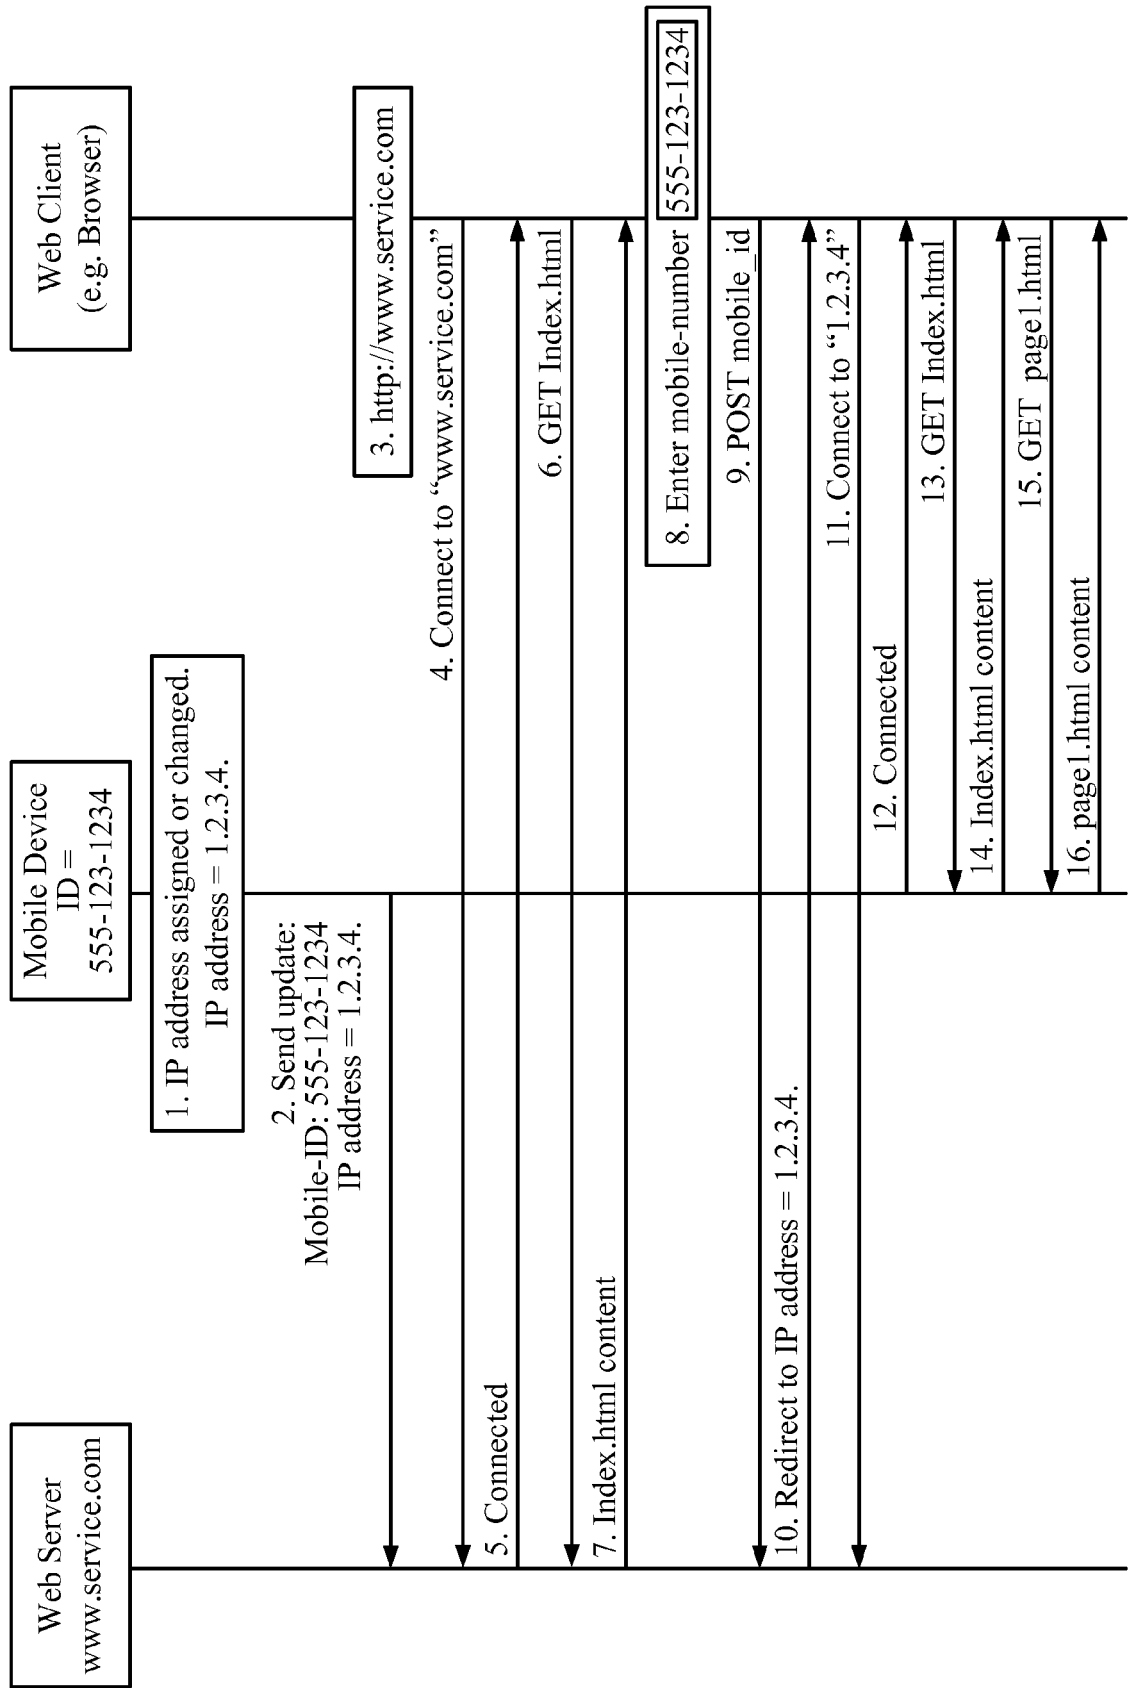 Web Server
www.service.com
Mobile Device
ID =
555-123-1234
Web Client
(e.g. Browser)
1. IP address assigned or changed.
IP address = 1.2.3.4.
2. Send update:
Mobile-ID: 555-123-1234
IP address = 1.2.3.4.
3. http://www.service.com
4. Connect to “www.service.com”
5. Connected
6. GET Index.html
7. Index.html content
8. Enter mobile-number 555-123-1234
9. POST mobile_id
10. Redirect to IP address = 1.2.3.4.
11. Connect to “1.2.3.4”
12. Connected
13. GET Index.html
14. Index.html content
15. GET page1.html
16. page1.html content